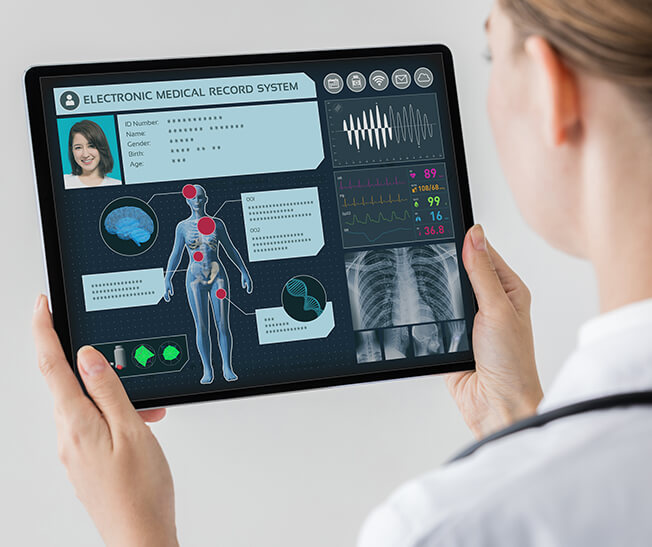 ELECTRONIC MEDICAL RECORD SYSTEM
ID Number:
Name:
Gender:
Birth:
Age:
001
002
89
108/68
99
16
36.8